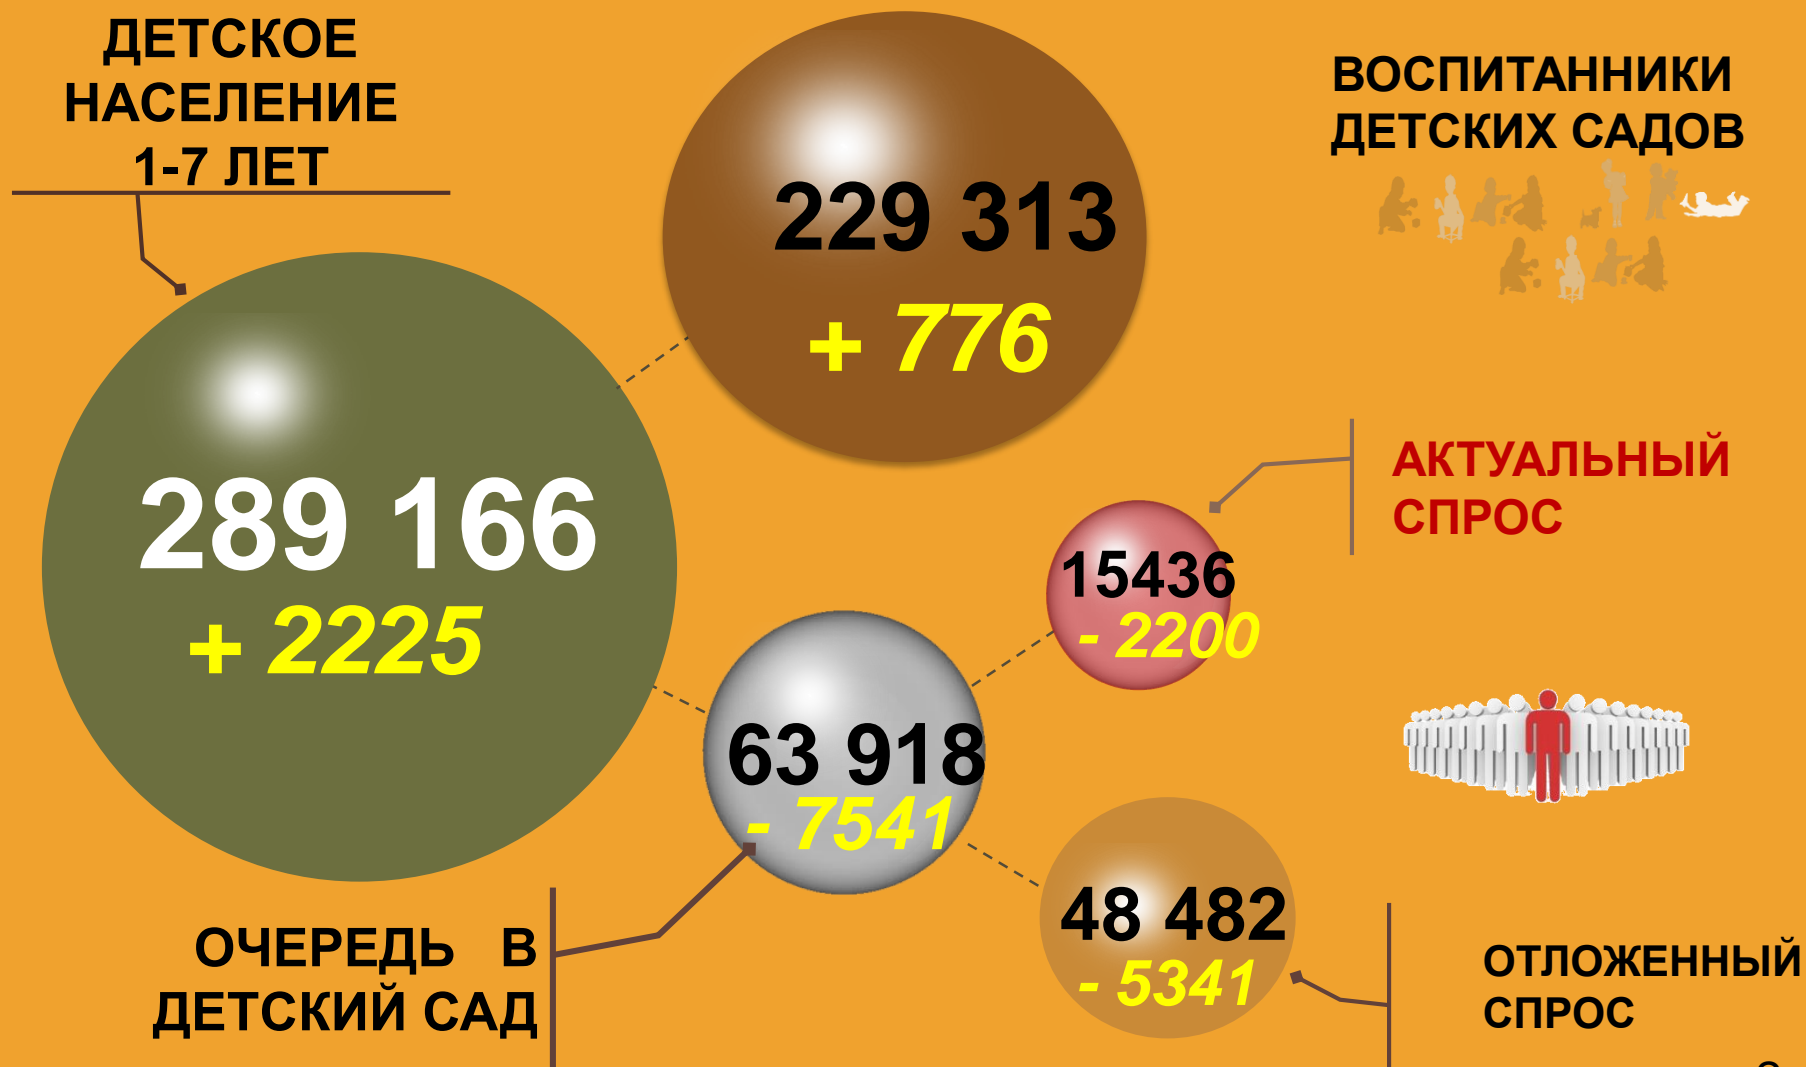 ДЕТСКОЕ
НАСЕЛЕНИЕ
1-7 ЛЕТ
229 313
+ 776
ВОСПИТАННИКИ
ДЕТСКИХ САДОВ
289 166
+ 2225
АКТУАЛЬНЫЙ
СПРОС
15436
- 2200
63 918
- 7541
48 482
- 5341
ОЧЕРЕДЬ В
ДЕТСКИЙ САД
ОТЛОЖЕННЫЙ
СПРОС